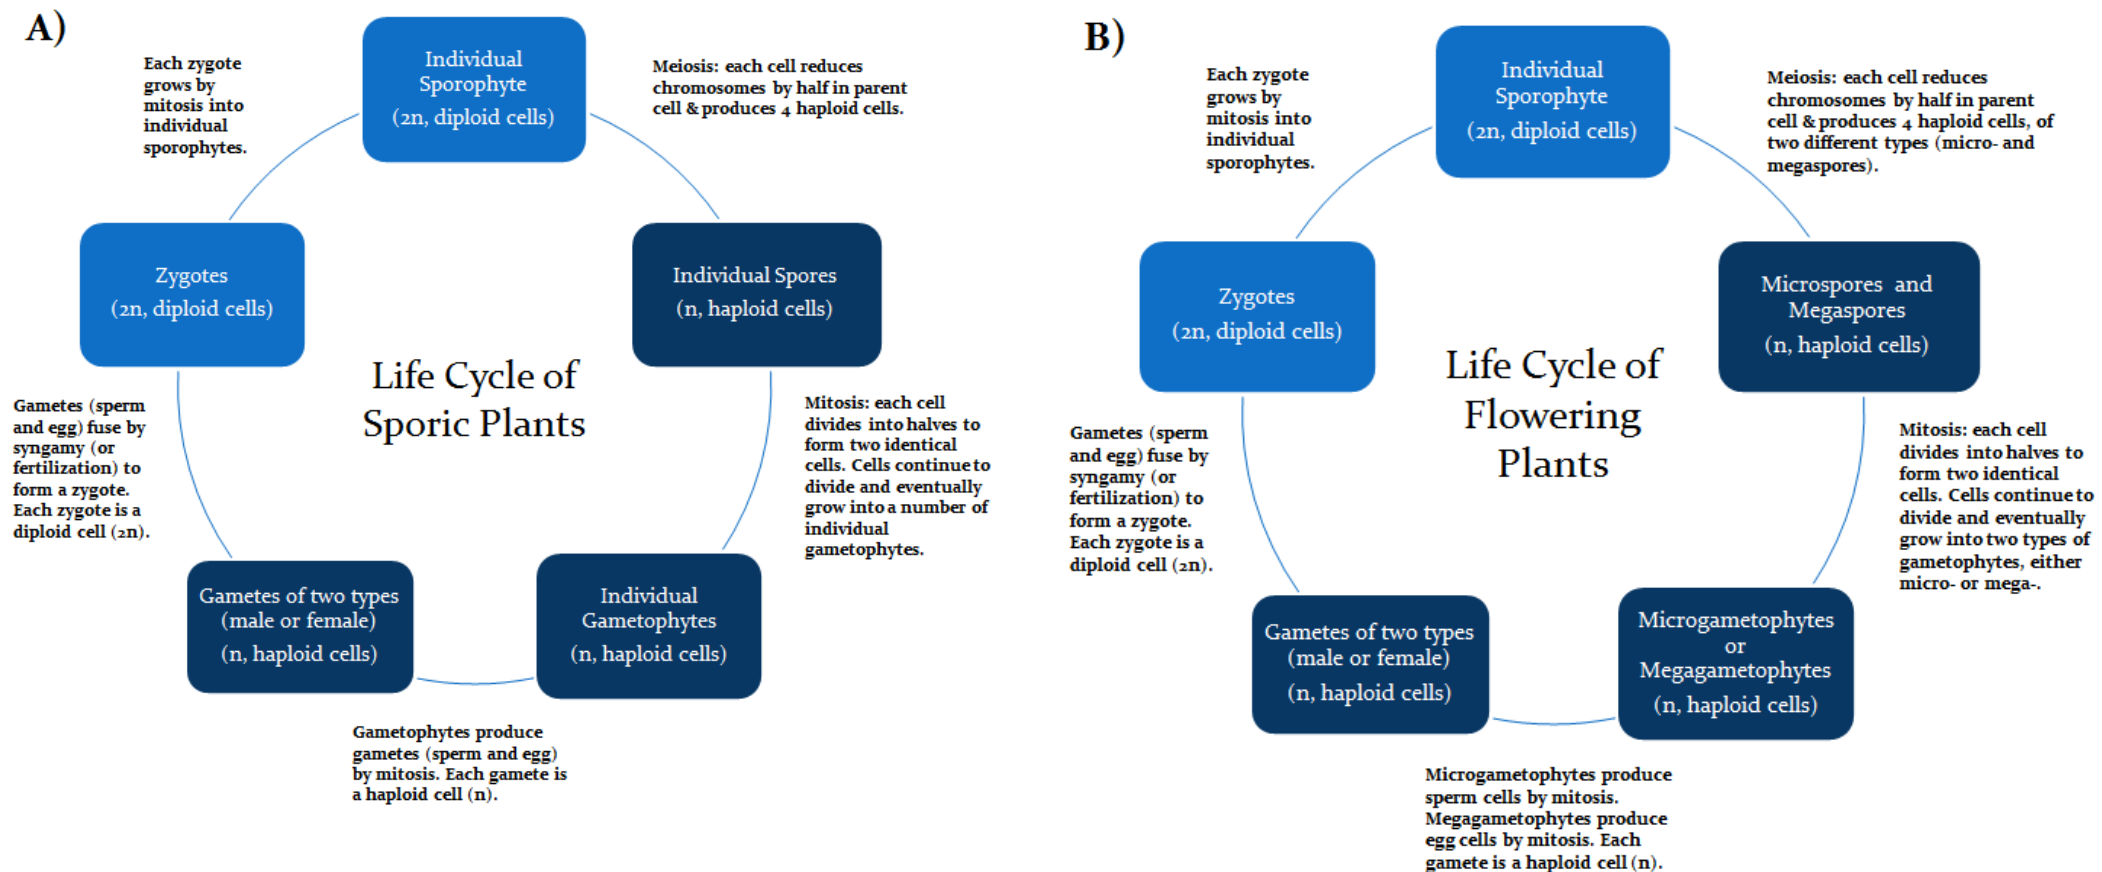 A)
Each zygote
grows by
mitosis into
individual
sporophytes.
Individual
Sporophyte
(2n, diploid cells)
Meiosis: each cell reduces
chromosomes by half in parent
cell & produces 4 haploid cells.
Zygotes
(2n, diploid cells)
Individual Spores
(n, haploid cells)
Life Cycle of
Sporic Plants
Gametes (sperm
and egg) fuse by
syngamy (or
fertilization) to
form a zygote.
Each zygote is a
diploid cell (2n).
Mitosis: each cell
divides into halves to
form two identical
cells. Cells continue to
divide and eventually
grow into a number of
individual
gametophytes.
Gametes of two types
(male or female)
(n, haploid cells)
Individual
Gametophytes
(n, haploid cells)
Gametophytes produce
gametes (sperm and egg)
by mitosis. Each gamete is
a haploid cell (n).
B)
Each zygote
grows by
mitosis into
individual
sporophytes.
Individual
Sporophyte
(2n, diploid cells)
Meiosis: each cell reduces
chromosomes by half in parent
cell & produces 4 haploid cells, of
two different types (micro- and
megaspores).
Zygotes
(2n, diploid cells)
Microspores and
Megaspores
(n, haploid cells)
Life Cycle of
Flowering
Plants
Gametes (sperm
and egg) fuse by
syngamy (or
fertilization) to
form a zygote.
Each zygote is a
diploid cell (2n).
Mitosis: each cell
divides into halves to
form two identical
cells. Cells continue to
divide and eventually
grow into two types of
gametophytes, either
micro- or mega-.
Gametes of two types
(male or female)
(n, haploid cells)
Microgametophytes
or
Megagametophytes
(n, haploid cells)
Microgametophytes produce
sperm cells by mitosis.
Megagametophytes produce
egg cells by mitosis. Each
gamete is a haploid cell (n).